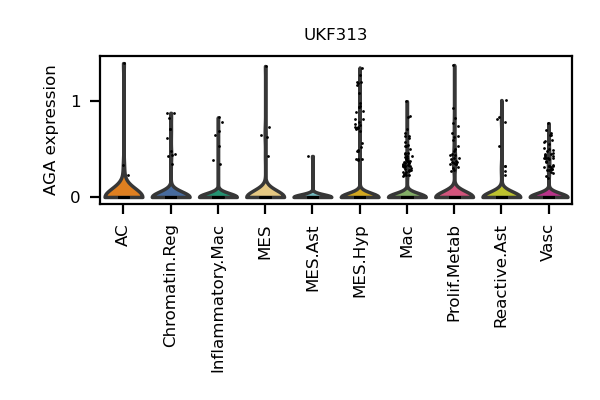 UKF313
AGA expression
1
0
AC
Chromatin.Reg
Inflammatory.Mac
MES
MES.Ast
MES.Hyp
Mac
Prolif.Metab
Reactive.Ast
Vasc